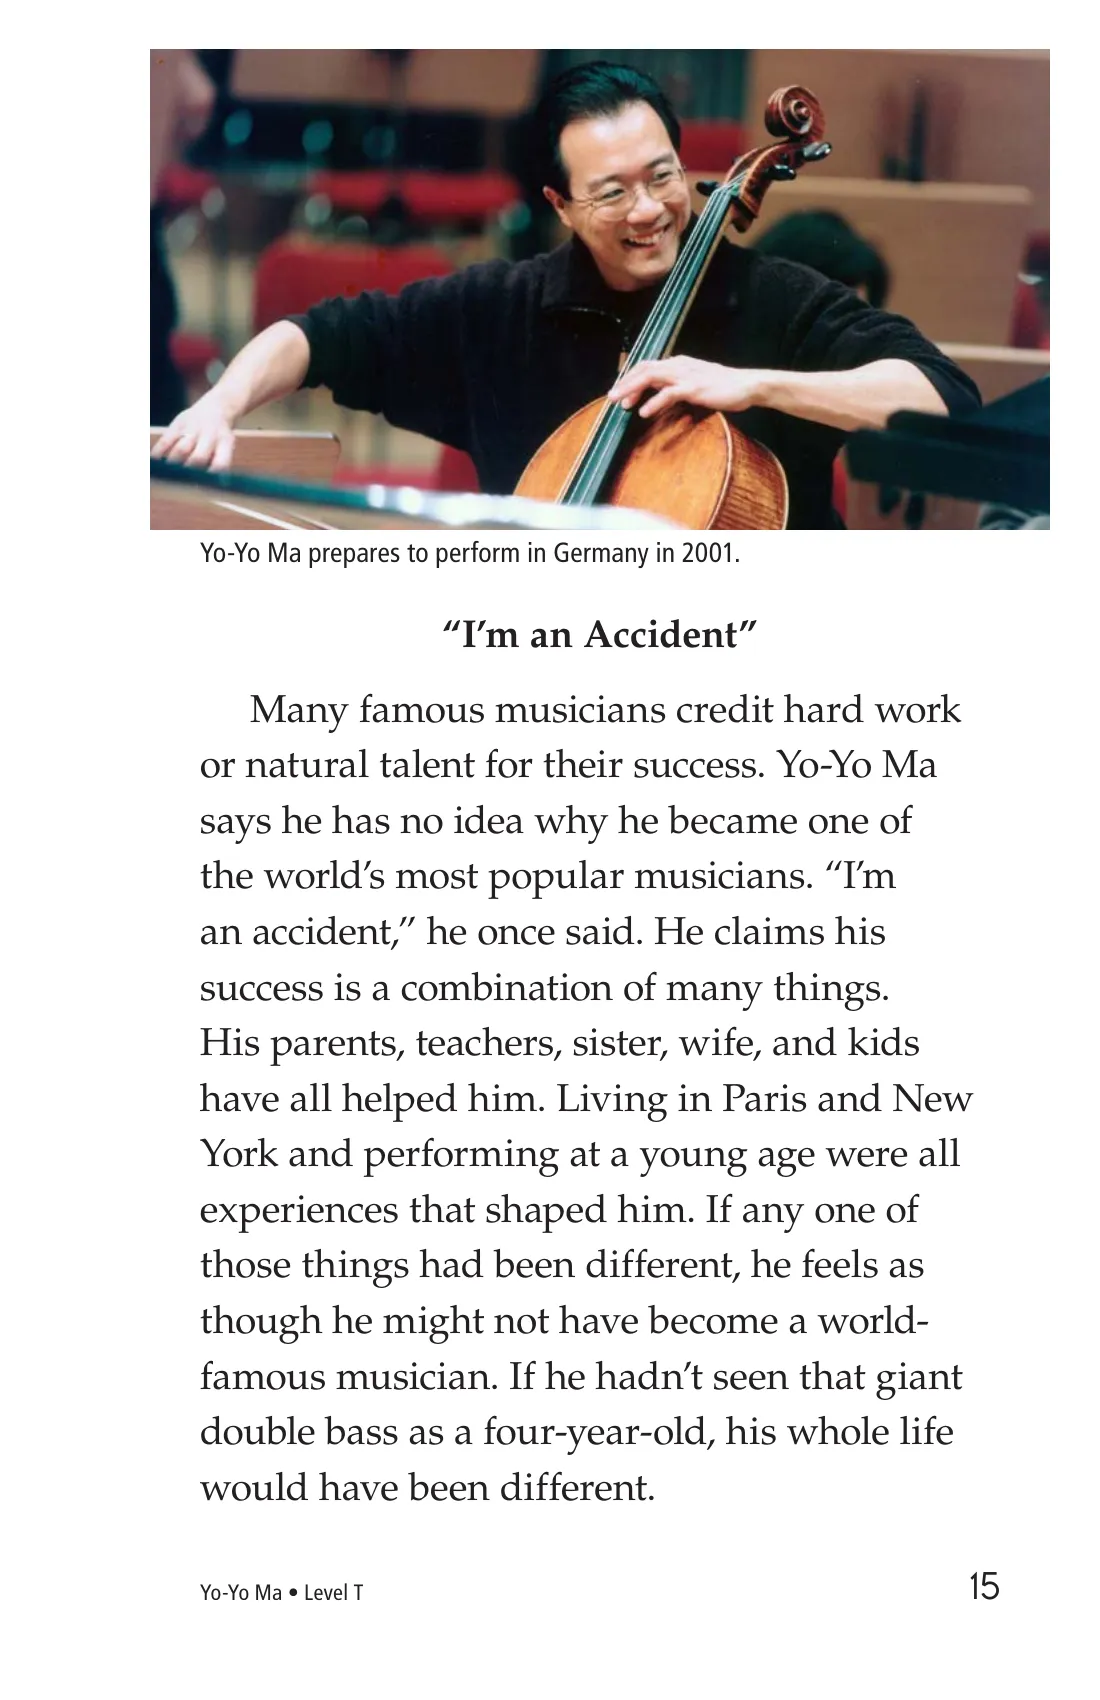 Yo-Yo Ma prepares to perform in Germany in 2001.
“I’m an Accident”
Many famous musicians credit hard work
or natural talent for their success. Yo-Yo Ma
says he has no idea why he became one of
the world’s most popular musicians. “I’m
an accident,” he once said. He claims his
success is a combination of many things.
His parents, teachers, sister, wife, and kids
have all helped him. Living in Paris and New
York and performing at a young age were all
experiences that shaped him. If any one of
those things had been different, he feels as
though he might not have become a world-
famous musician. If he hadn’t seen that giant
double bass as a four-year-old, his whole life
would have been different.
Yo-Yo Ma • Level T
15